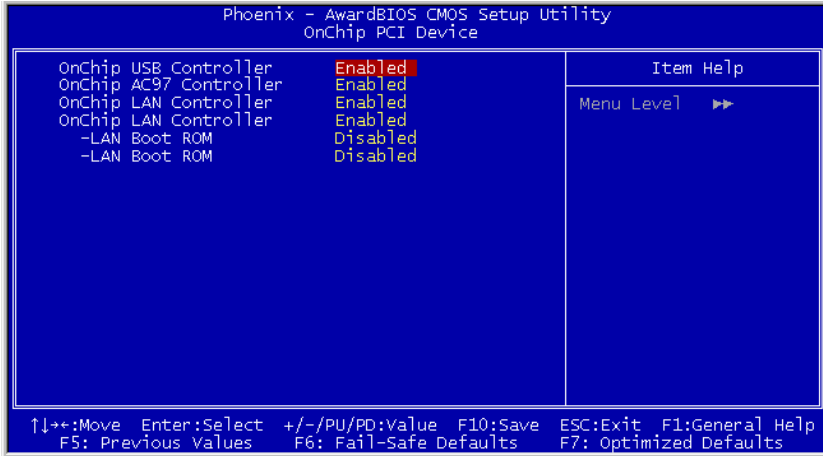 Phoenix - AwardBIOS CMOS Setup Utility
OnChip PCI Device
OnChip USB Controller Enabled
OnChip AC97 Controller Enabled
OnChip LAN Controller Enabled
OnChip LAN Controller Enabled
-LAN Boot ROM Disabled
-LAN Boot ROM Disabled
Item Help
Menu Level ►►
↑↓→←:Move Enter:Select +/-/PU/PD:Value F10:Save ESC:Exit F1:General Help
F5: Previous Values F6: Fail-Safe Defaults F7: Optimized Defaults